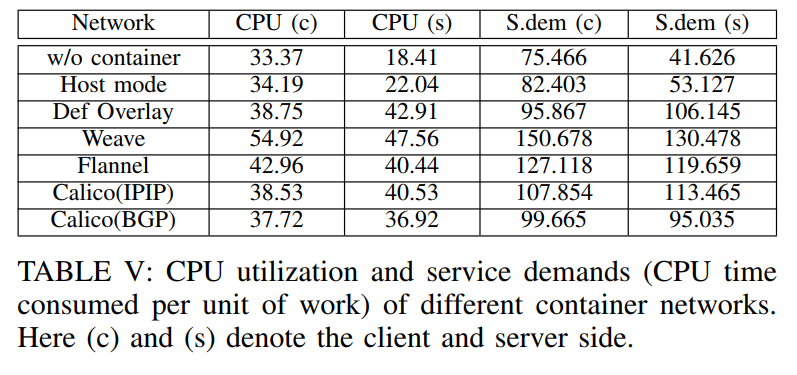 Network CPU (c) CPU (s) S.dem (c) S.dem (s)
w/o container 33.37 18.41 75.466 41.626
Host mode 34.19 22.04 82.403 53.127
Def Overlay 38.75 42.91 95.867 106.145
Weave 54.92 47.56 150.678 130.478
Flannel 42.96 40.44 127.118 119.659
Calico(IPIP) 38.53 40.53 107.854 113.465
Calico(BGP) 37.72 36.92 99.665 95.035
TABLE V: CPU utilization and service demands (CPU time
consumed per unit of work) of different container networks.
Here (c) and (s) denote the client and server side.